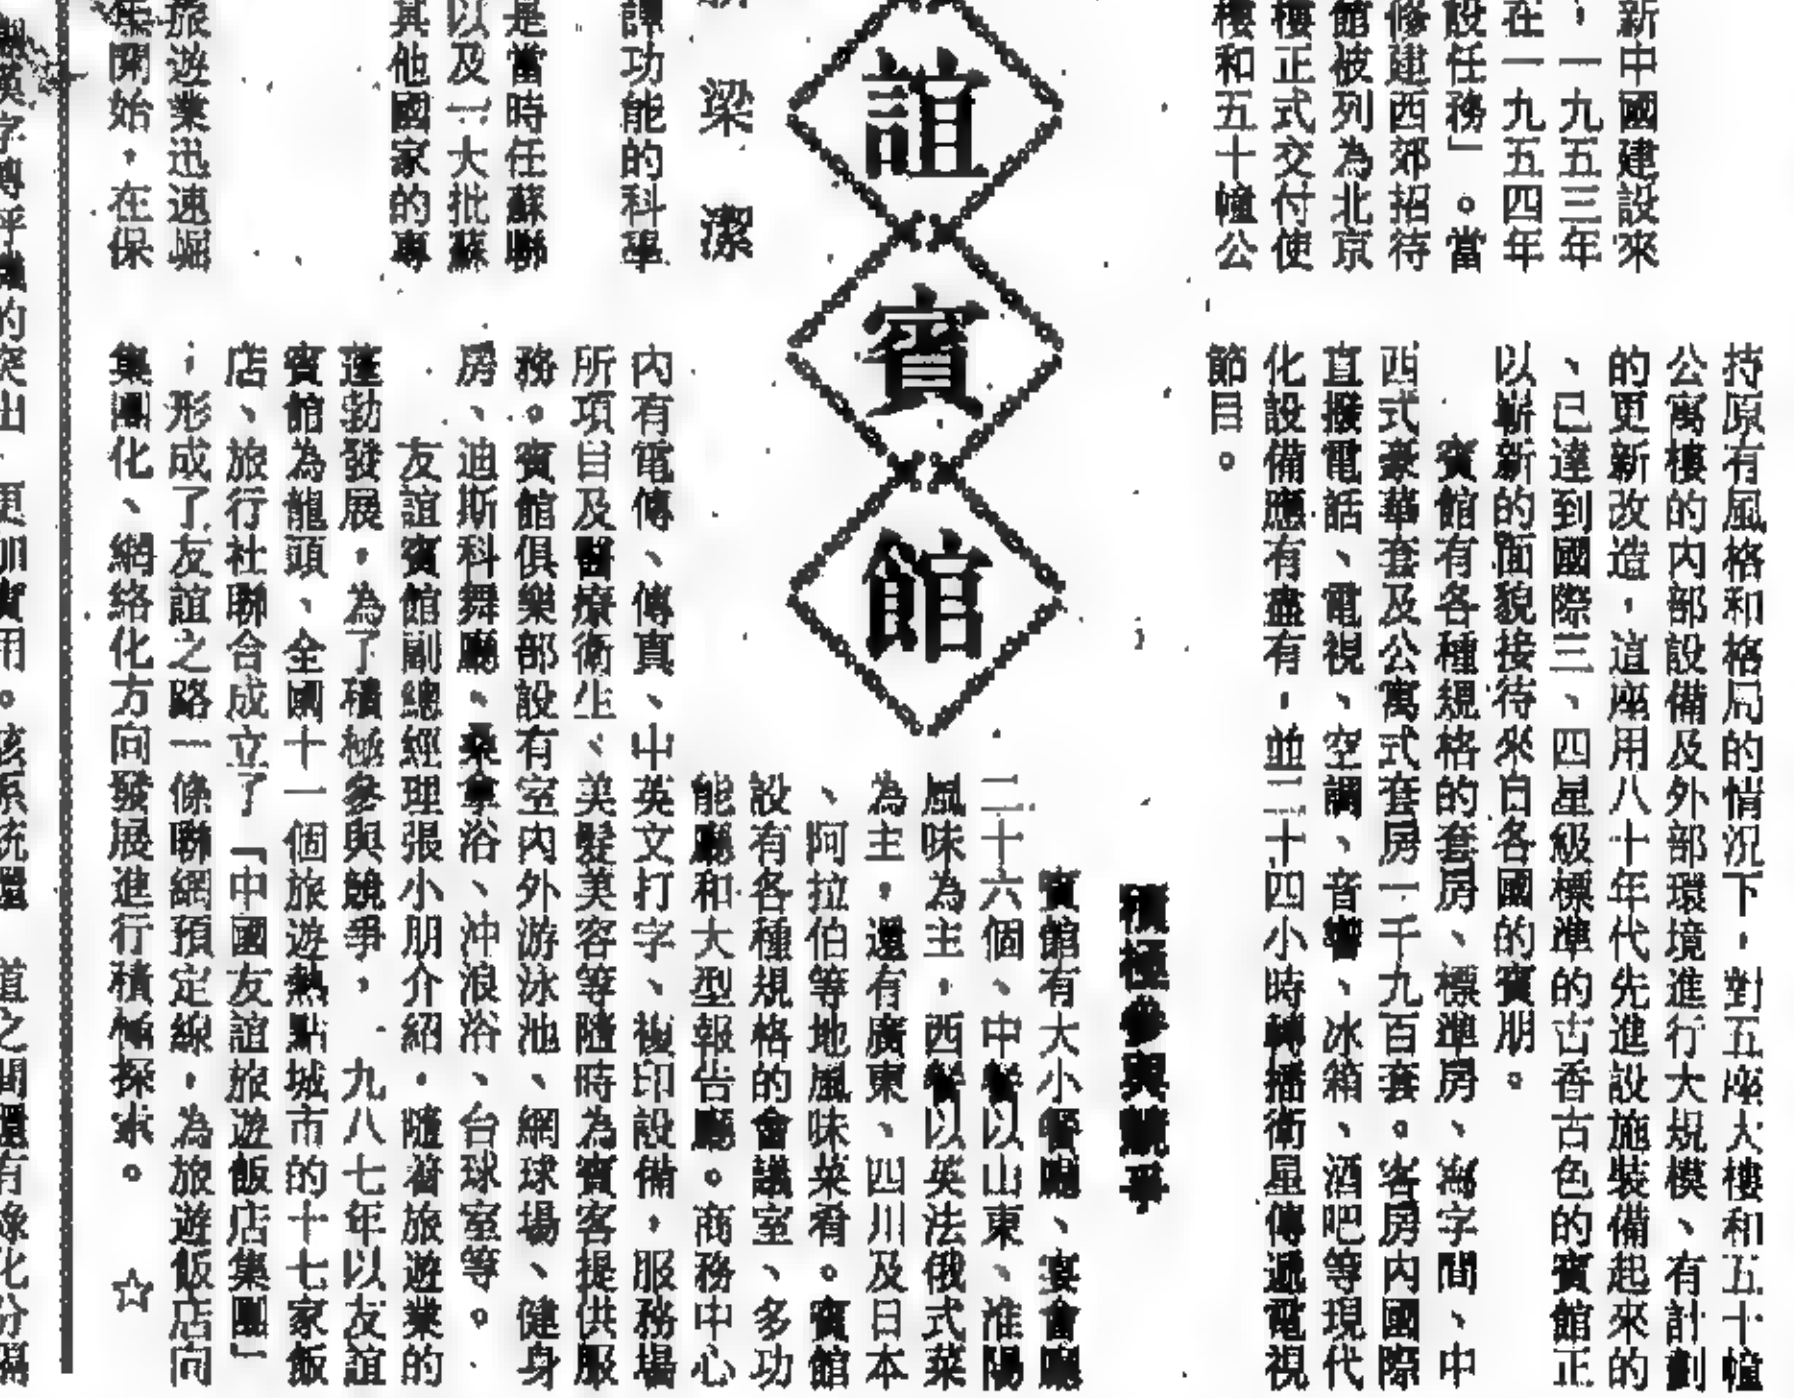 新中國建設來
，一九五三年
在一九五四年
設任務」。當
修建西郊招待
館被列為北京
樓正式交付使
樓和五十幢公
誼賓館
梁潔
譚功能的科學
是當時任蘇聯
以及一大批蘇
其他國家的專
旅遊業迅速崛
年開始，在保
持原有風格和格局的情況下，對五座大樓和五十幢
公寓樓的內部設備及外部環境進行大規模、有計劃
的更新改造，這座用八十年代先進設施裝備起來的
、已達到國際三、四星級標準的古香古色的賓館正
以嶄新的面貌接待來自各國的賓朋。
賓館有各種規格的套房、標準房、寫字間、中
西式豪華套及公寓式套房一千九百套。客房內國際
直撥電話、電視、空調、音響、冰箱、酒吧等現代
化設備應有盡有，並二十四小時轉播衛星傳遞電視
節目。
積極參與競爭
賓館有大小餐廳、宴會廳
二十六個、中餐以山東、淮陽
風味為主，西餐以英法俄式菜
為主，還有廣東、四川及日本
、阿拉伯等地風味菜肴。賓館
設有各種規格的會議室、多功
能廳和大型報告廳。商務中心
內有電傳、傳真、中英文打字、複印設備，服務場
所項目及醫療衛生、美髮美容等隨時為賓客提供服
務。賓館俱樂部設有室內外游泳池、網球場、健身
房、迪斯科舞廳、桑拿浴、沖浪浴、台球室等。
友誼賓館副總經理張小朋介紹，隨著旅遊業的
蓬勃發展，為了積極參與競爭，一九八七年以友誼
賓館為龍頭、全國十一個旅遊熱點城市的十七家飯
店、旅行社聯合成立了「中國友誼旅遊飯店集團」
，形成了友誼之路一條聯網預定線，為旅遊飯店向
集團化、網絡化方向發展進行積極探索。☆
的突出
更加實用。該系統還
道之間還有線化分隔